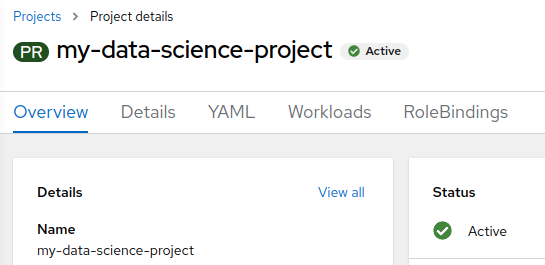 Projects > Project details
PR my-data-science-project Active
Overview Details YAML Workloads RoleBindings
Details View all
Name
my-data-science-project
Status
Active